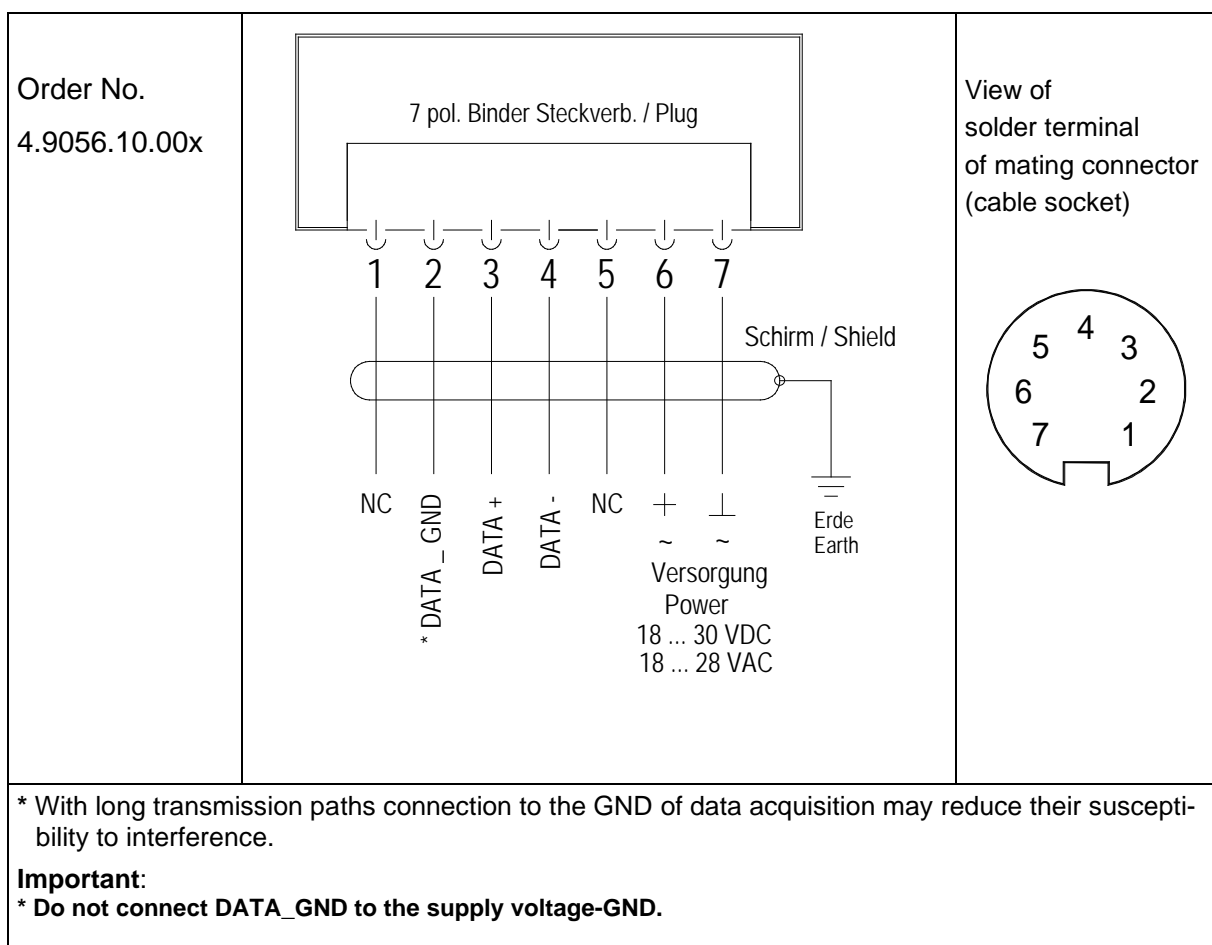 Order No.
4.9056.10.00x
7 pol. Binder Steckverb. / Plug
1 2 3 4 5 6 7
Schirm / Shield
NC
* DATA _ GND
DATA +
DATA -
NC
+
⊥
~ ~
Erde
Earth
Versorgung
Power
18 ... 30 VDC
18 ... 28 VAC
View of
solder terminal
of mating connector
(cable socket)
4
5 3
6 2
7 1
* With long transmission paths connection to the GND of data acquisition may reduce their suscepti-
bility to interference.
Important:
* Do not connect DATA_GND to the supply voltage-GND.